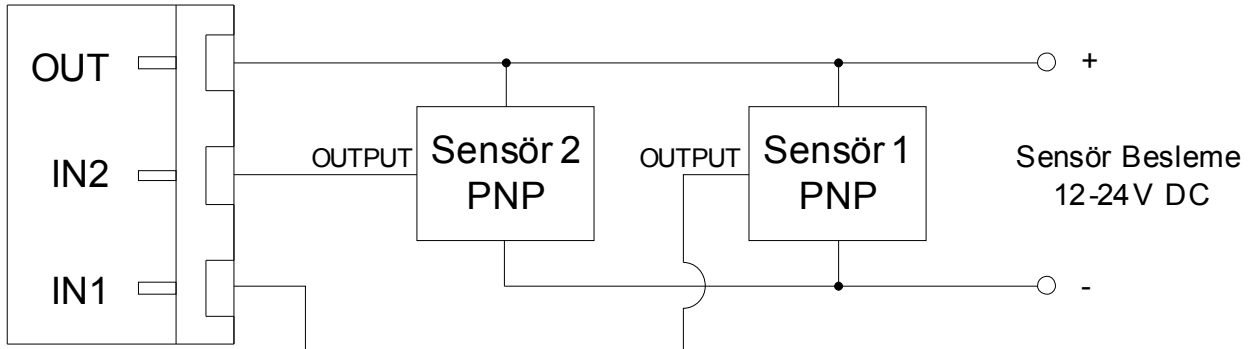 OUT
IN2
IN1
OUTPUT
Sensör 2
PNP
OUTPUT
Sensör 1
PNP
+
Sensör Besleme
12-24V DC
-